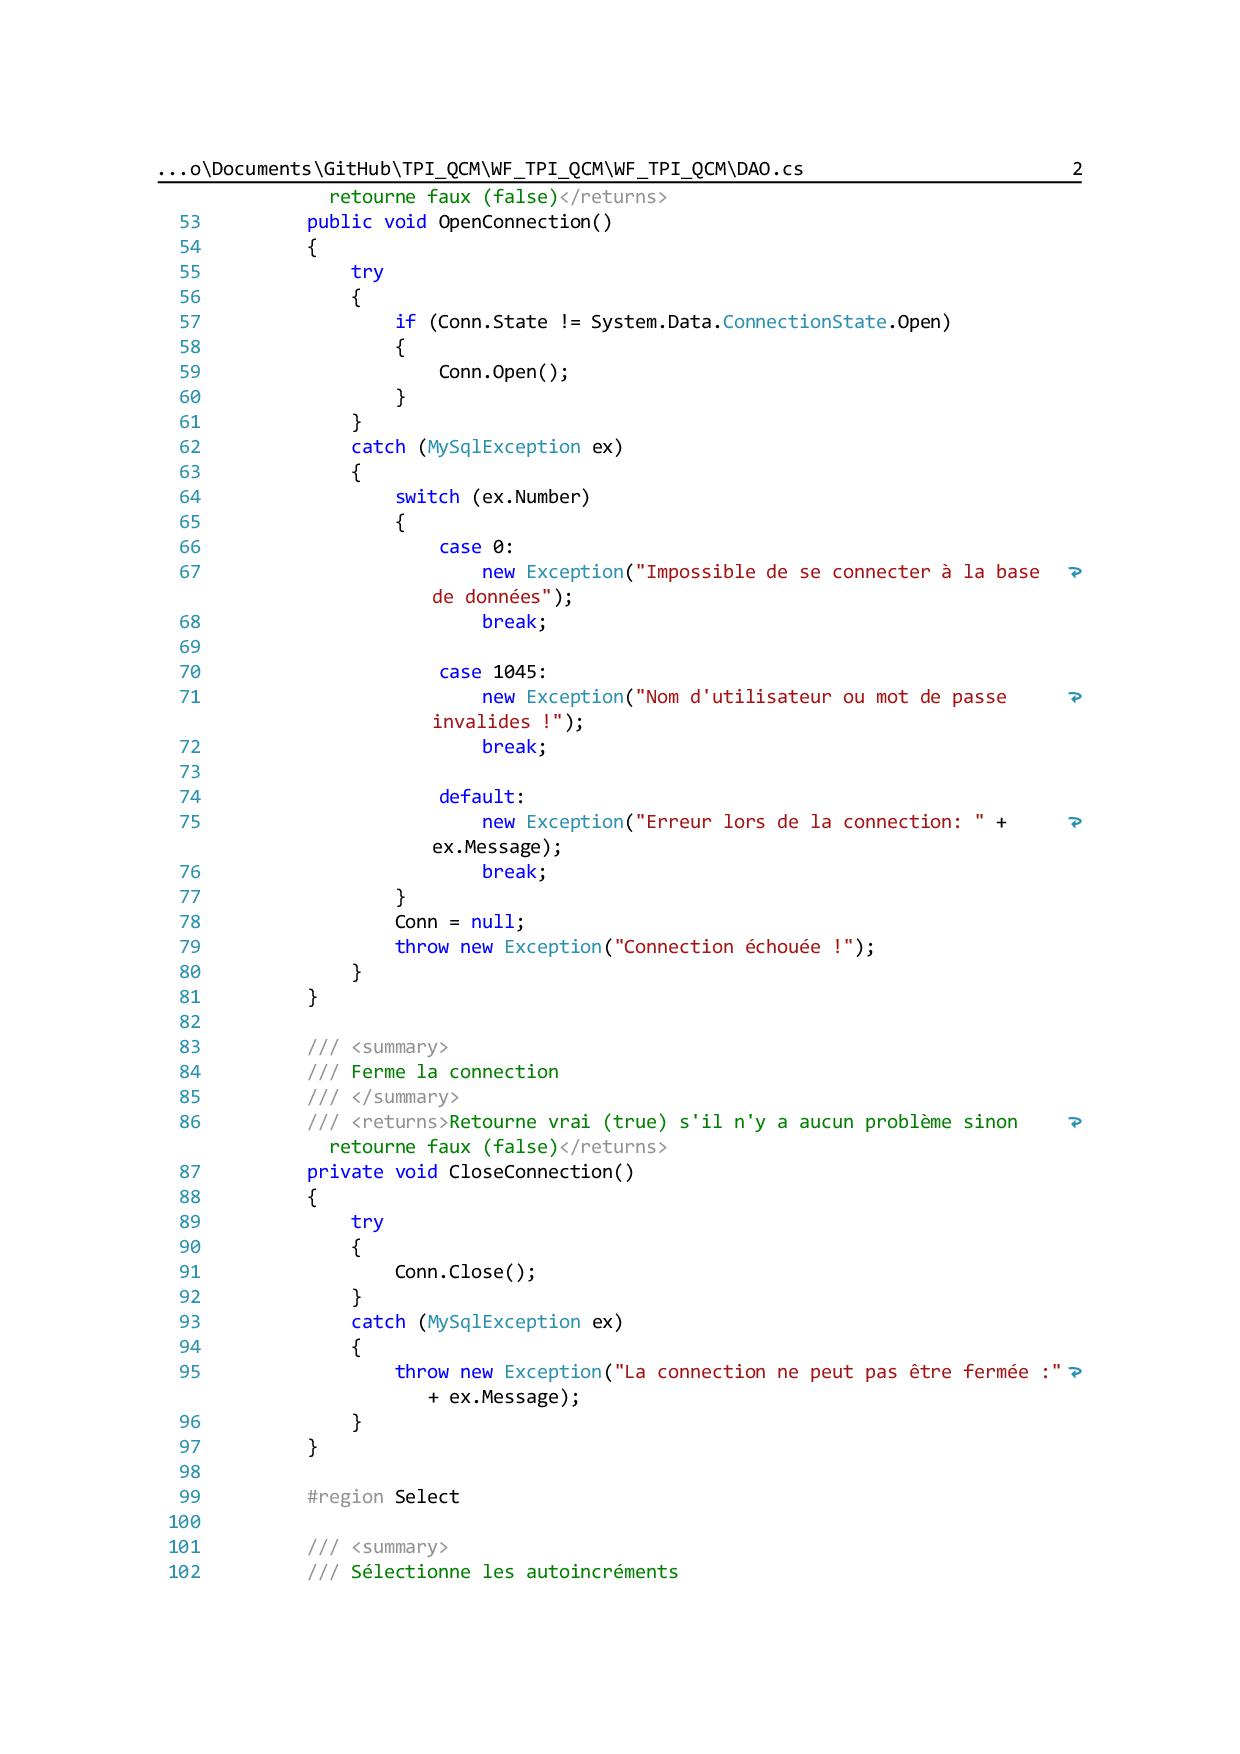 ...o\Documents\GitHub\TPI_QCM\WF_TPI_QCM\WF_TPI_QCM\DAO.cs 2
retourne faux (false)</returns>
53 public void OpenConnection()
54 {
55 try
56 {
57 if (Conn.State != System.Data.ConnectionState.Open)
58 {
59 Conn.Open();
60 }
61 }
62 catch (MySqlException ex)
63 {
64 switch (ex.Number)
65 {
66 case 0:
67 new Exception("Impossible de se connecter à la base
de données");
68 break;
69
70 case 1045:
71 new Exception("Nom d'utilisateur ou mot de passe
invalides !");
72 break;
73
74 default:
75 new Exception("Erreur lors de la connection: " +
ex.Message);
76 break;
77 }
78 Conn = null;
79 throw new Exception("Connection échouée !");
80 }
81 }
82
83 /// <summary>
84 /// Ferme la connection
85 /// </summary>
86 /// <returns>Retourne vrai (true) s'il n'y a aucun problème sinon
retourne faux (false)</returns>
87 private void CloseConnection()
88 {
89 try
90 {
91 Conn.Close();
92 }
93 catch (MySqlException ex)
94 {
95 throw new Exception("La connection ne peut pas être fermée :"
+ ex.Message);
96 }
97 }
98
99 #region Select
100
101 /// <summary>
102 /// Sélectionne les autoincréments